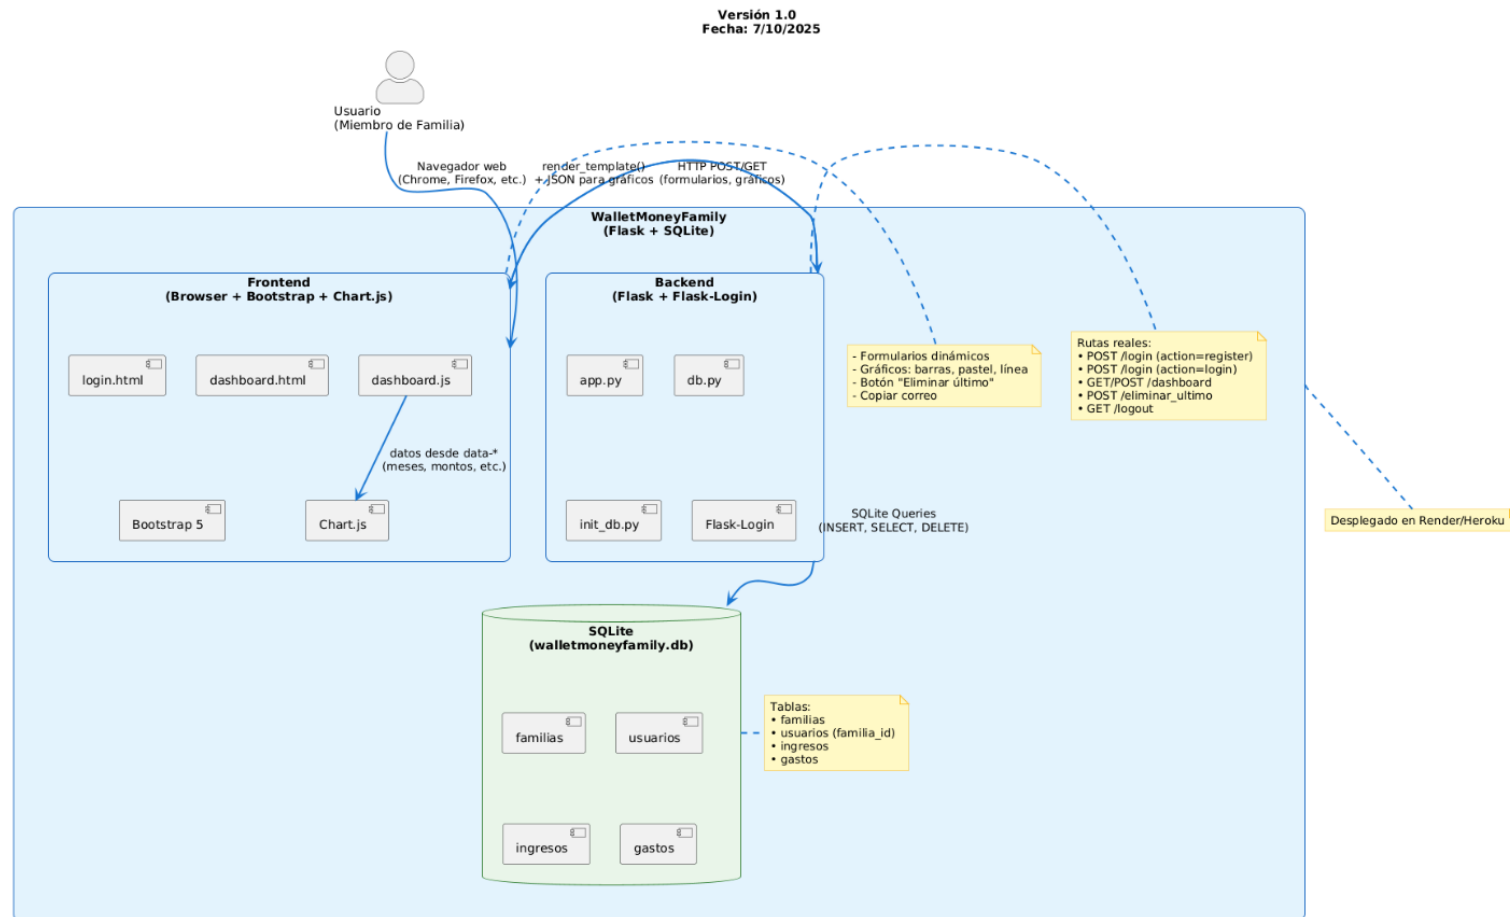 Versión 1.0
Fecha: 7/10/2025
Usuario
(Miembro de Familia)
Navegador web
(Chrome, Firefox, etc.)
render_template()
+ JSON para gráficos
HTTP POST/GET
(formularios, gráficos)
WalletMoneyFamily
(Flask + SQLite)
Frontend
(Browser + Bootstrap + Chart.js)
login.html
dashboard.html
dashboard.js
datos desde data-*
(meses, montos, etc.)
Bootstrap 5
Chart.js
Backend
(Flask + Flask-Login)
app.py
db.py
init_db.py
Flask-Login
- Formularios dinámicos
- Gráficos: barras, pastel, línea
- Botón "Eliminar último"
- Copiar correo
Rutas reales:
• POST /login (action=register)
• POST /login (action=login)
• GET/POST /dashboard
• POST /eliminar_ultimo
• GET /logout
SQLite Queries
(INSERT, SELECT, DELETE)
Desplegado en Render/Heroku
SQLite
(walletmoneyfamily.db)
familias
usuarios
ingresos
gastos
Tablas:
• familias
• usuarios (familia_id)
• ingresos
• gastos